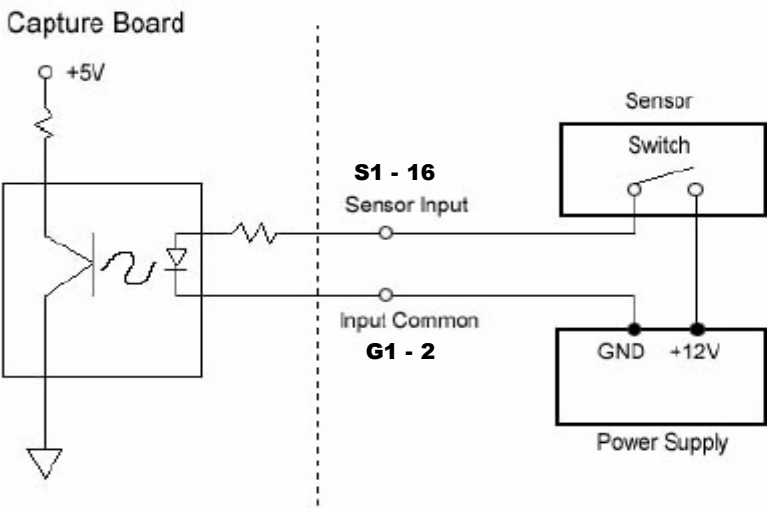 Capture Board
+5V
Sensor
Switch
S1 - 16
Sensor Input
Input Common
G1 - 2
GND +12V
Power Supply